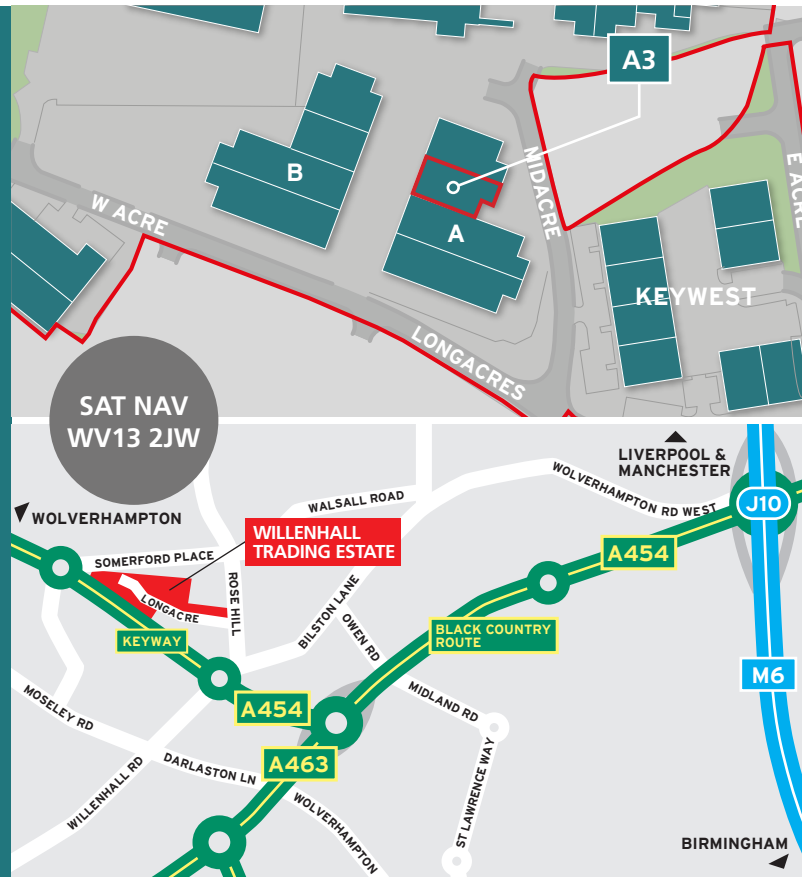 A3
B
MIDACRE
E ACRE
W ACRE
A
KEYWEST
LONGACRES
SAT NAV
WV13 2JW
LIVERPOOL &
MANCHESTER
WOLVERHAMPTON RD WEST
WALSALL ROAD
J10
WOLVERHAMPTON
WILLENHALL
TRADING ESTATE
A454
SOMERFORD PLACE
ROSE HILL
LONGACRE
BILSTON LANE
OWEN RD
BLACK COUNTRY
ROUTE
KEYWAY
M6
MOSELEY RD
A454
MIDLAND RD
A463
DARLASTON LN
WILLENHALL RD
ST LAWRENCE WAY
WOLVERHAMPTON
BIRMINGHAM